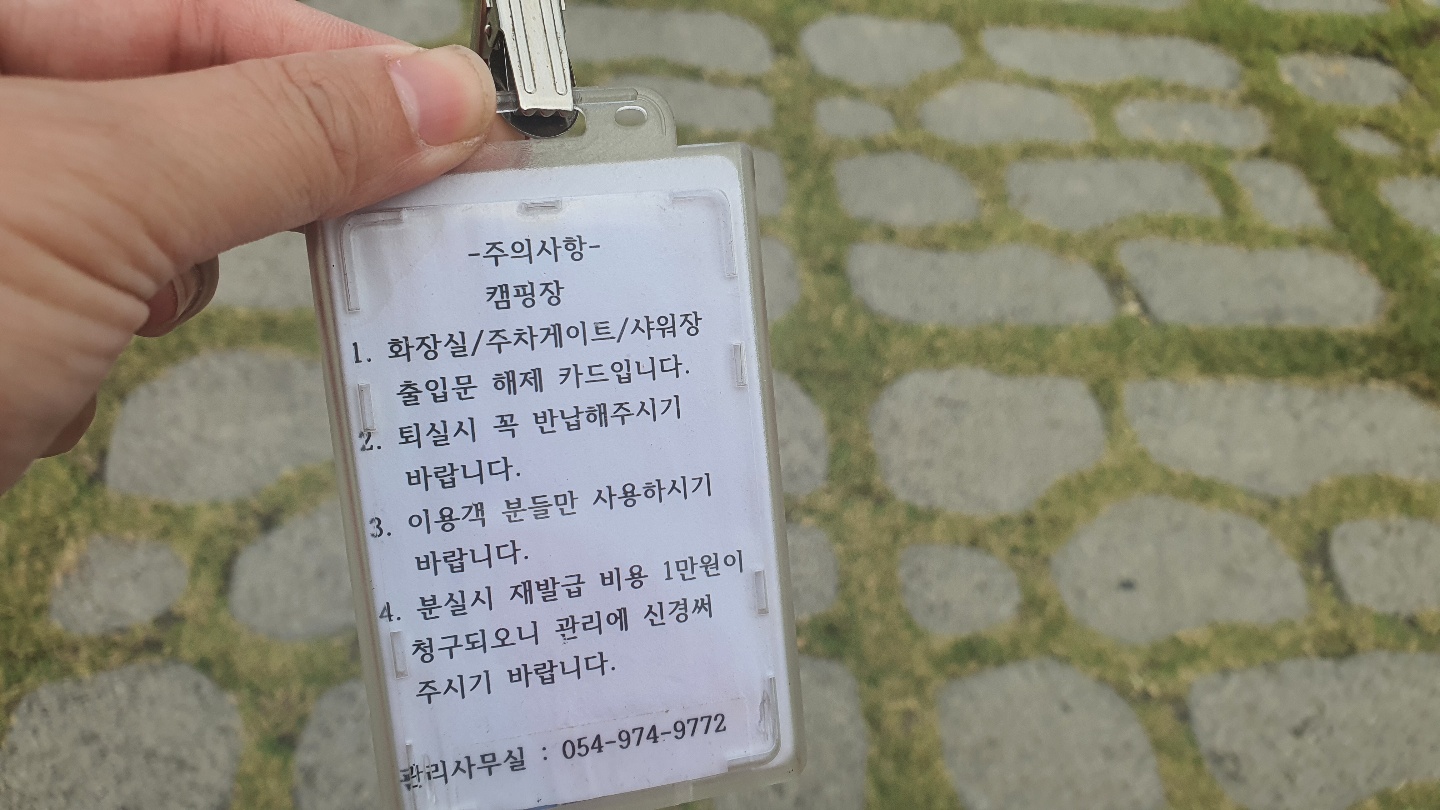 -주의사항-
캠핑장
1. 화장실/주차게이트/샤워장
출입문 해제 카드입니다.
2. 퇴실시 꼭 반납해주시기
바랍니다.
3. 이용객 분들만 사용하시기
바랍니다.
4. 분실시 재발급 비용 1만원이
청구되오니 관리에 신경써
주시기 바랍니다.
관리사무실 : 054-974-9772